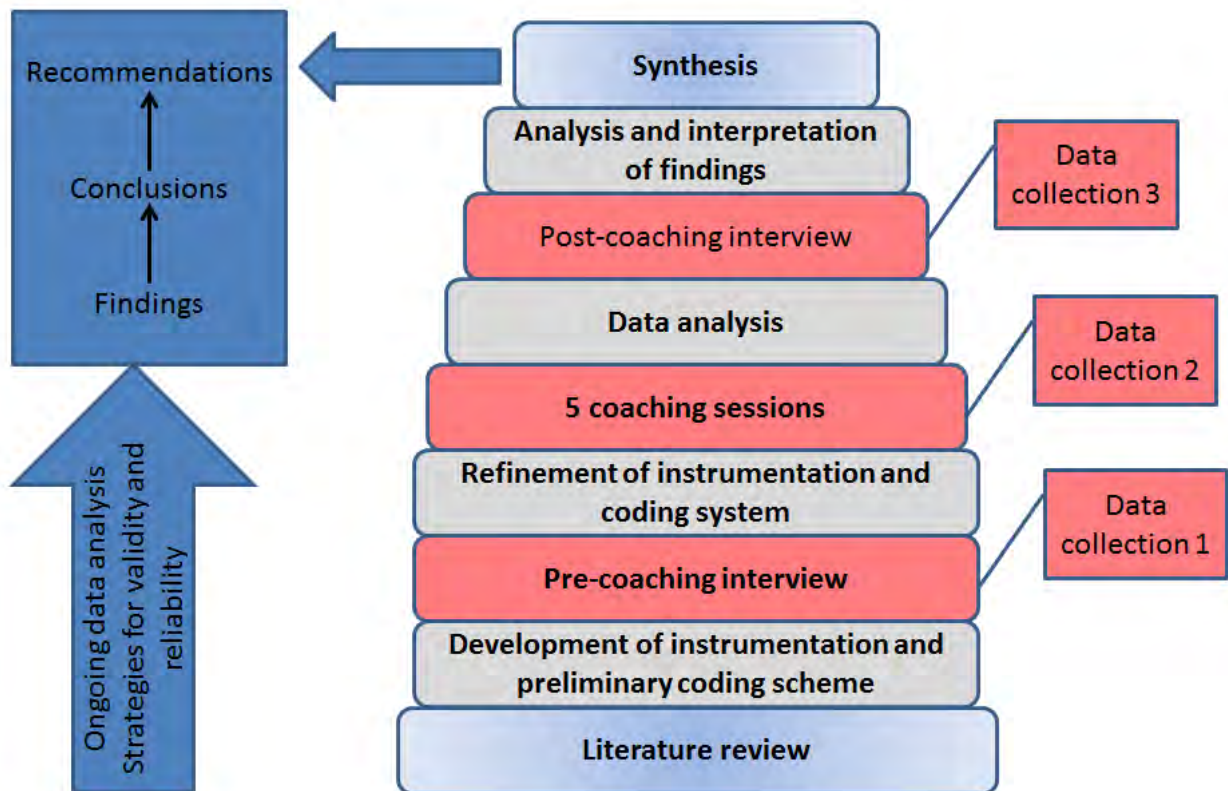 Recommendations
Conclusions
Findings
Ongoing data analysis
Strategies for validity and
reliability
Synthesis
Analysis and interpretation
of findings
Post-coaching interview
Data analysis
5 coaching sessions
Refinement of instrumentation and
coding system
Pre-coaching interview
Development of instrumentation and
preliminary coding scheme
Literature review
Data
collection 3
Data
collection 2
Data
collection 1